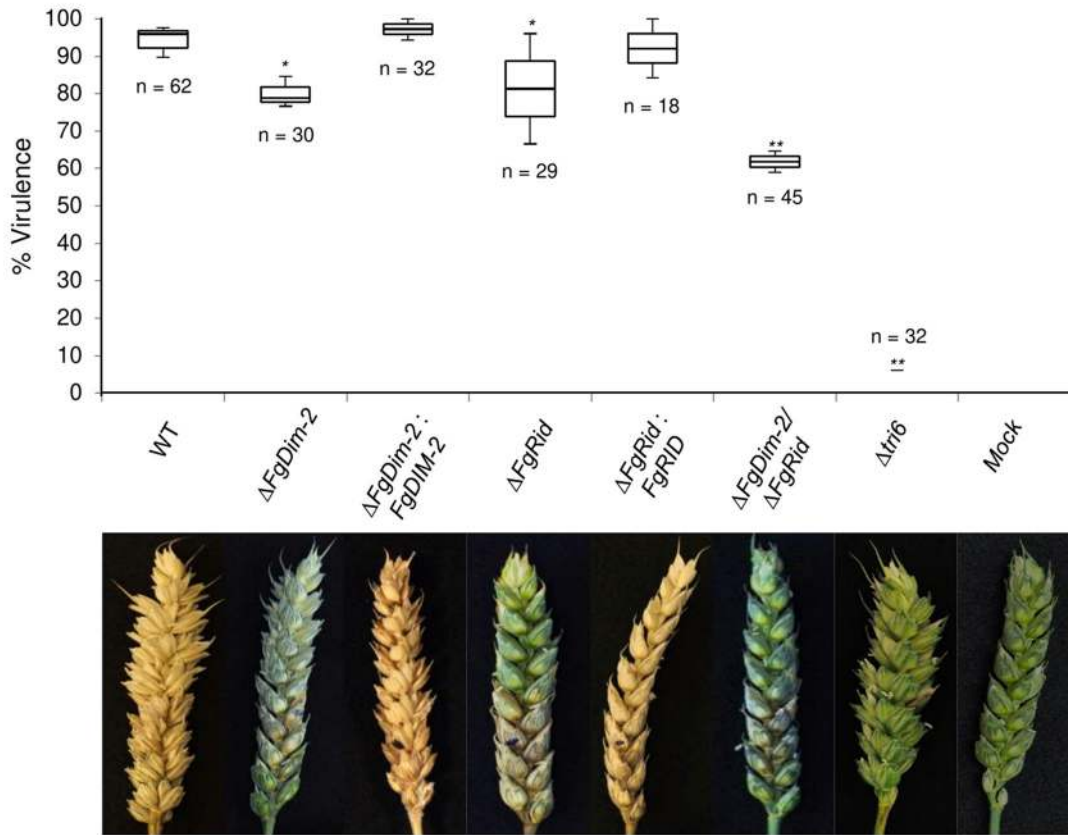 100
90
80
70
60
50
40
30
20
10
0
% Virulence
n = 62
*
n = 30
n = 32
*
n = 29
n = 18
**
n = 45
n = 32
**
WT
ΔFgDim-2
ΔFgDim-2 :
FgDIM-2
ΔFgRid
ΔFgRid :
FgRID
ΔFgDim-2/
ΔFgRid
Δtri6
Mock